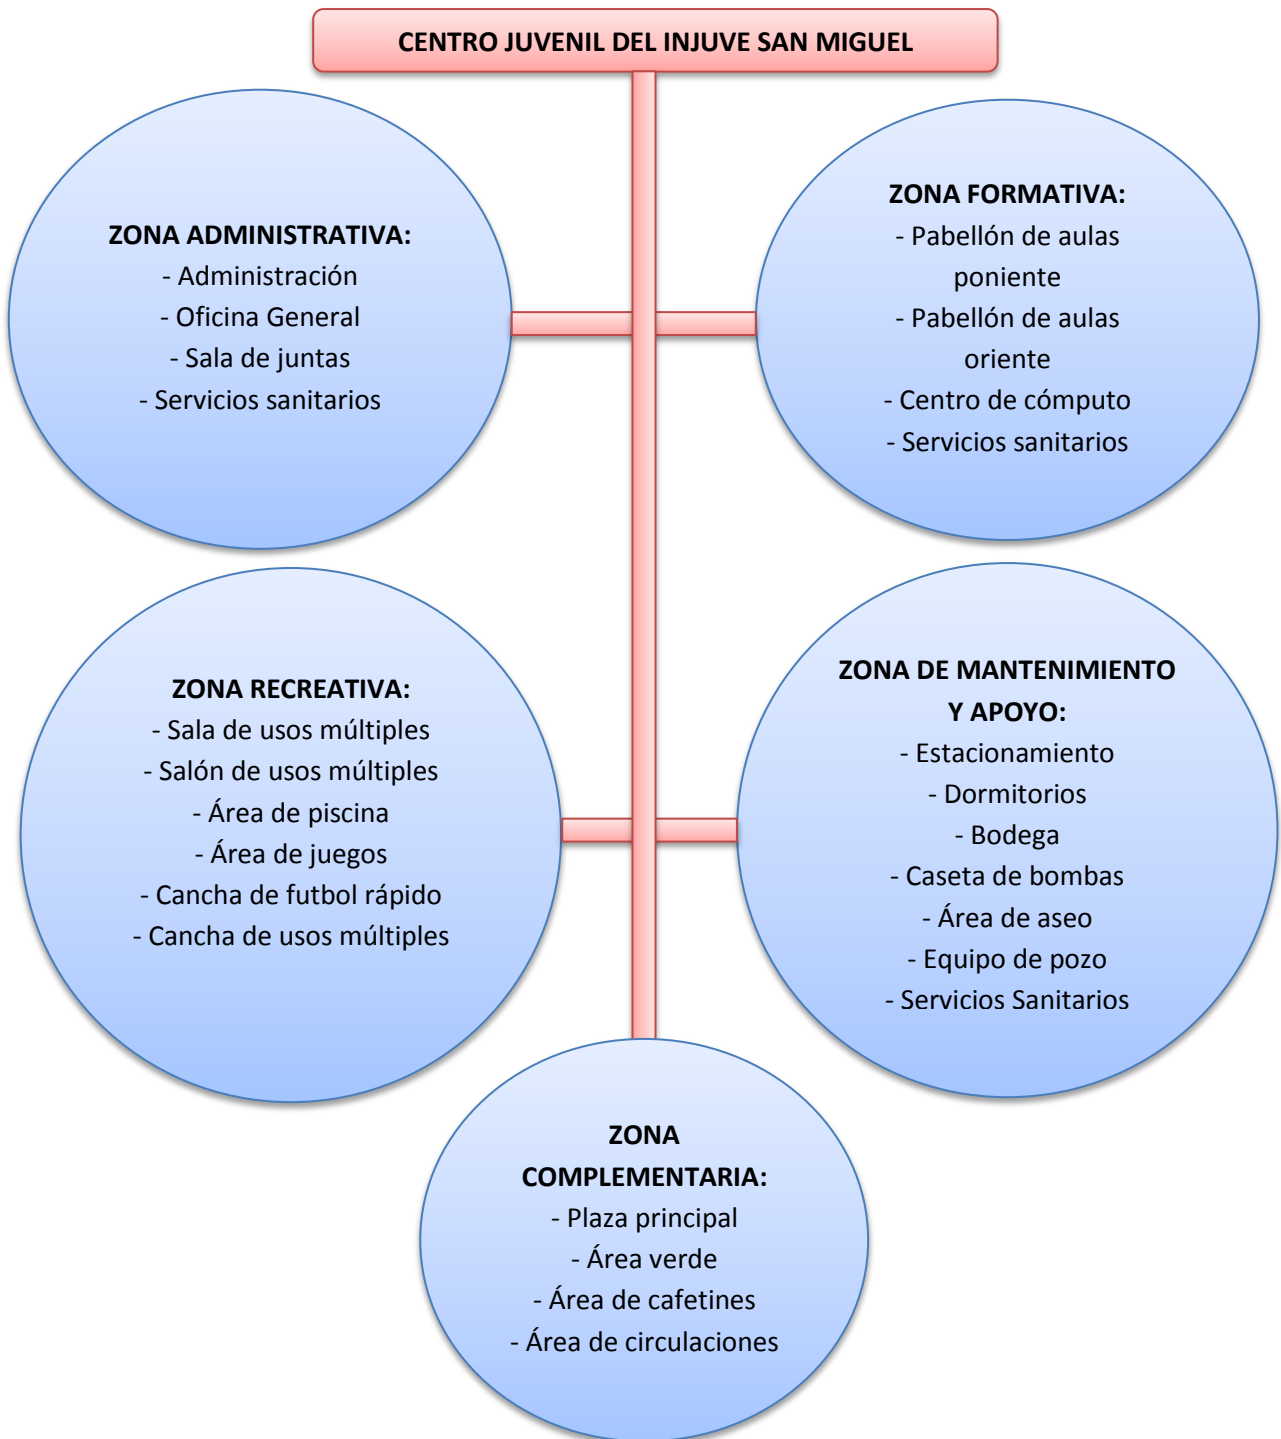 CENTRO JUVENIL DEL INJUVE SAN MIGUEL
ZONA ADMINISTRATIVA:
- Administración
- Oficina General
- Sala de juntas
- Servicios sanitarios
ZONA FORMATIVA:
- Pabellón de aulas
poniente
- Pabellón de aulas
oriente
- Centro de cómputo
- Servicios sanitarios
ZONA RECREATIVA:
- Sala de usos múltiples
- Salón de usos múltiples
- Área de piscina
- Área de juegos
- Cancha de futbol rápido
- Cancha de usos múltiples
ZONA DE MANTENIMIENTO
Y APOYO:
- Estacionamiento
- Dormitorios
- Bodega
- Caseta de bombas
- Área de aseo
- Equipo de pozo
- Servicios Sanitarios
ZONA
COMPLEMENTARIA:
- Plaza principal
- Área verde
- Área de cafetines
- Área de circulaciones